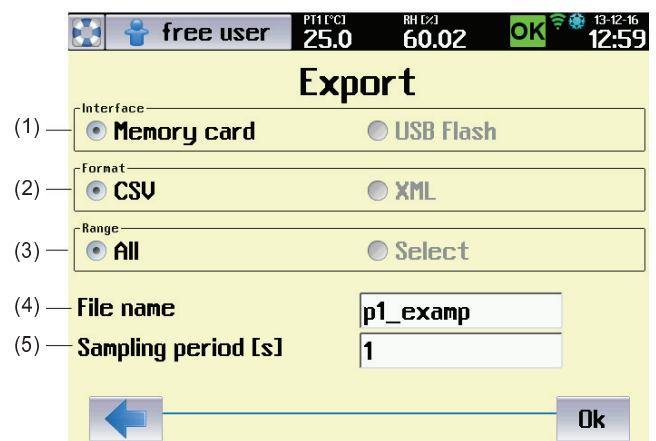 free user
PT1 [°C]
25.0
RH [%]
60.02
OK
13-12-16
12:59
Export
Interface
(1)
Memory card
USB Flash
Format
(2)
CSV
XML
Range
(3)
All
Select
(4)
File name
p1_examp
(5)
Sampling period [s]
1
Ok